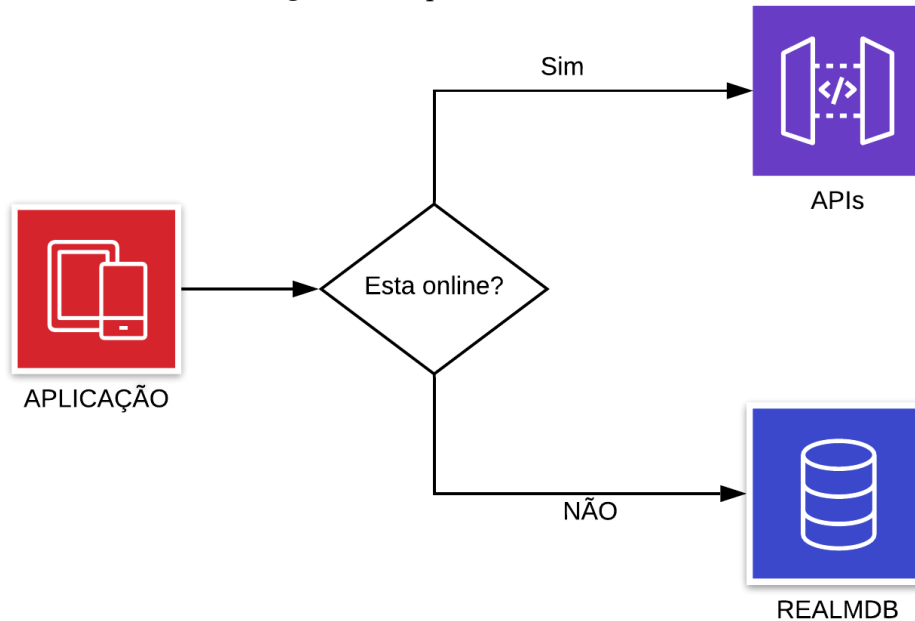 Sim
</>
APIs
Esta online?
APLICAÇÃO
NÃO
REALMDB